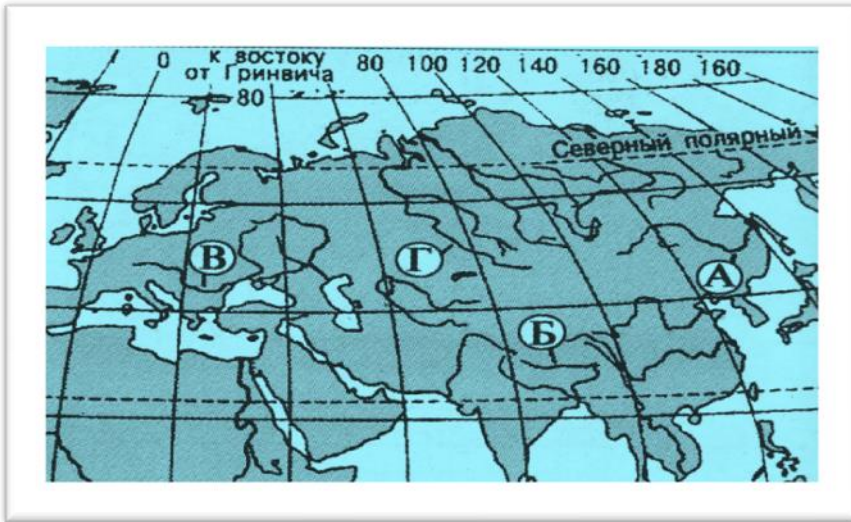 0 к востоку от Гринвича 80 100 120 140 160 180 160
80
Северный полярный
В
Г
А
Б